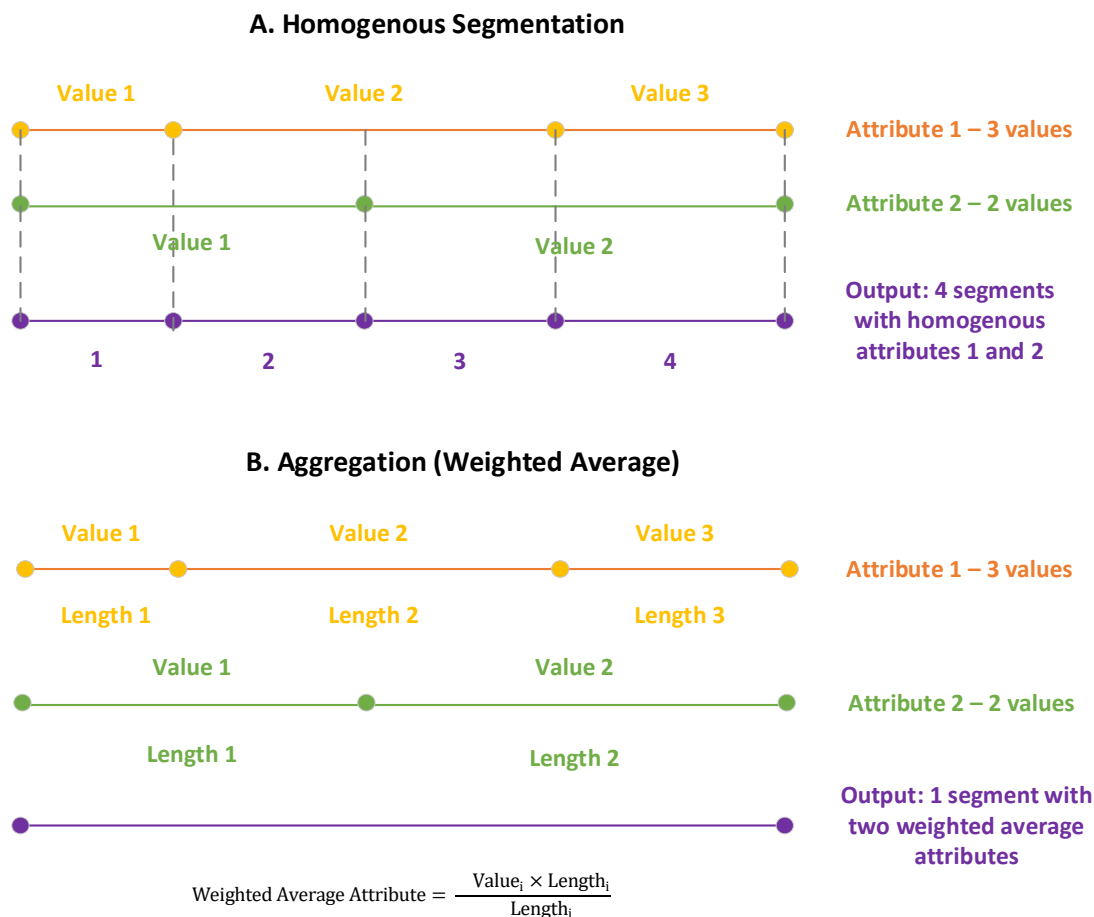 A. Homogenous Segmentation
Value 1
Value 2
Value 3
Attribute 1 – 3 values
Attribute 2 – 2 values
Value 1
Value 2
Output: 4 segments
with homogenous
attributes 1 and 2
1
2
3
4
B. Aggregation (Weighted Average)
Value 1
Value 2
Value 3
Attribute 1 – 3 values
Length 1
Length 2
Length 3
Value 1
Value 2
Attribute 2 – 2 values
Length 1
Length 2
Output: 1 segment with
two weighted average
attributes
Weighted Average Attribute = Valueᵢ × Lengthᵢ
Lengthᵢ